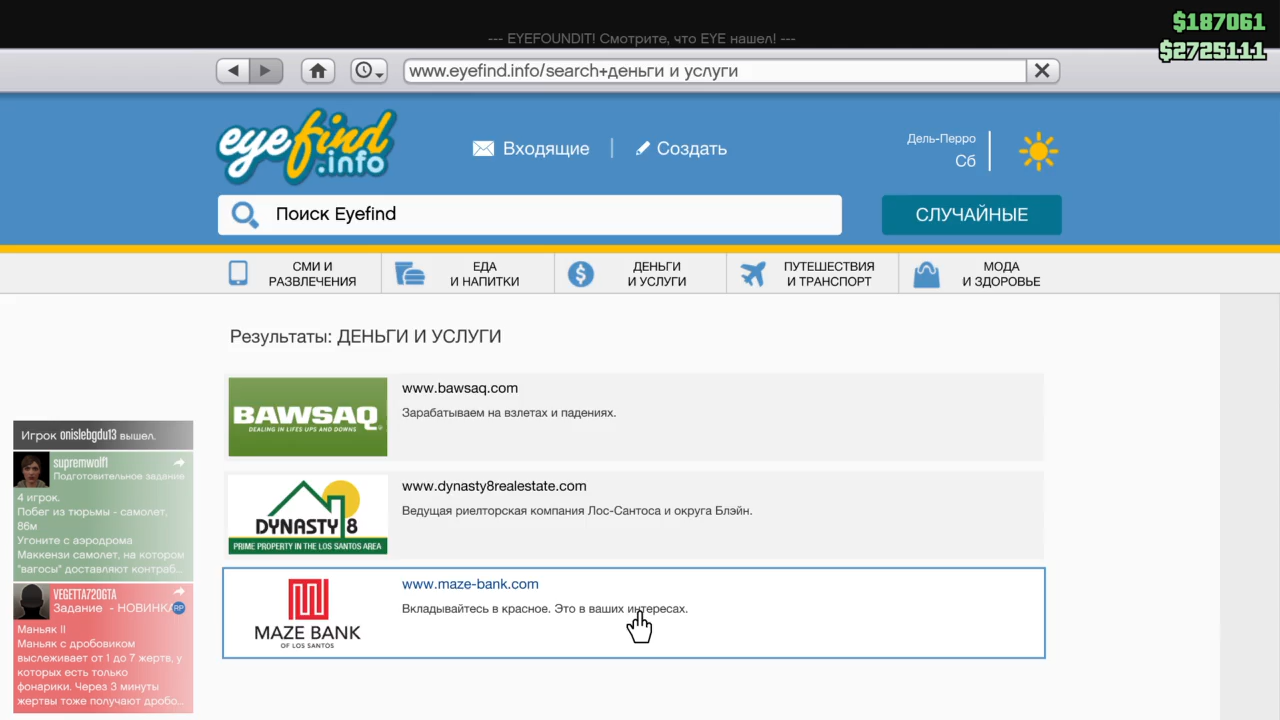 $187061
$2725111
--- EYEFOUNDIT! Смотрите, что EYE нашел! ---
www.eyefind.info/search+деньги и услуги
eyefind
.info
Входящие
Создать
Дель-Перро
Сб
Поиск Eyefind
СЛУЧАЙНЫЕ
СМИ И
РАЗВЛЕЧЕНИЯ
ЕДА
И НАПИТКИ
ДЕНЬГИ
И УСЛУГИ
ПУТЕШЕСТВИЯ
И ТРАНСПОРТ
МОДА
И ЗДОРОВЬЕ
Результаты: ДЕНЬГИ И УСЛУГИ
BAWSAQ
DEALING IN LIFES UPS AND DOWNS
www.bawsaq.com
Зарабатываем на взлетах и падениях.
DYNASTY 8
PRIME PROPERTY IN THE LOS SANTOS AREA
www.dynasty8realestate.com
Ведущая риелторская компания Лос-Сантоса и округа Блэйн.
MAZE BANK
OF LOS SANTOS
www.maze-bank.com
Вкладывайтесь в красное. Это в ваших интересах.
Игрок onislebgdu13 вышел.
supremwolf1
Подготовительное задание
4 игрок.
Побег из тюрьмы - самолет,
86м
Угоните с аэродрома
Маккензи самолет, на котором
"вагосы" доставляют контраб...
VEGETTA720GTA
Задание - НОВИНКА
RP
Маньяк II
Маньяк с дробовиком
выслеживает от 1 до 7 жертв, у
которых есть только
фонарики. Через 3 минуты
жертвы тоже получают дробо...